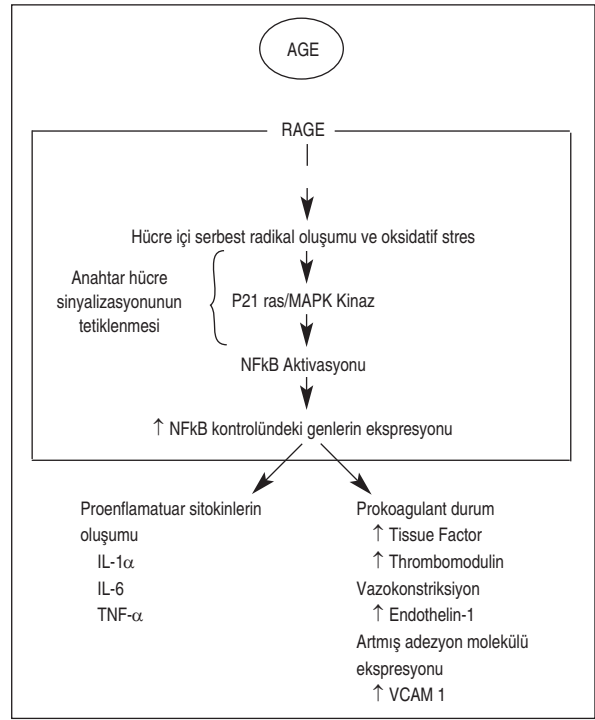 AGE
RAGE
Hücre içi serbest radikal oluşumu ve oksidatif stres
Anahtar hücre
sinyalizasyonunun
tetiklenmesi
P21 ras/MAPK Kinaz
NFkB Aktivasyonu
↑ NFkB kontrolündeki genlerin ekspresyonu
Proenflamatuar sitokinlerin
oluşumu
IL-1α
IL-6
TNF-α
Prokoagulant durum
↑ Tissue Factor
↑ Thrombomodulin
Vazokonstriksiyon
↑ Endothelin-1
Artmış adezyon molekülü
ekspresyonu
↑ VCAM 1